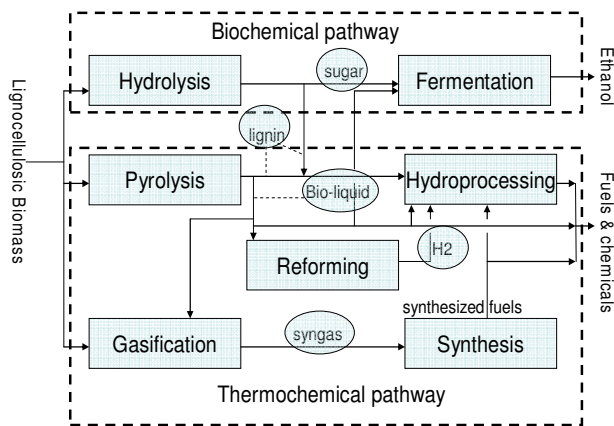 Biochemical pathway
Hydrolysis
sugar
Fermentation
Ethanol
Lignocellulosic Biomass
lignin
Pyrolysis
Bio-liquid
Hydroprocessing
Fuels & chemicals
Reforming
H2
synthesized fuels
Gasification
syngas
Synthesis
Thermochemical pathway